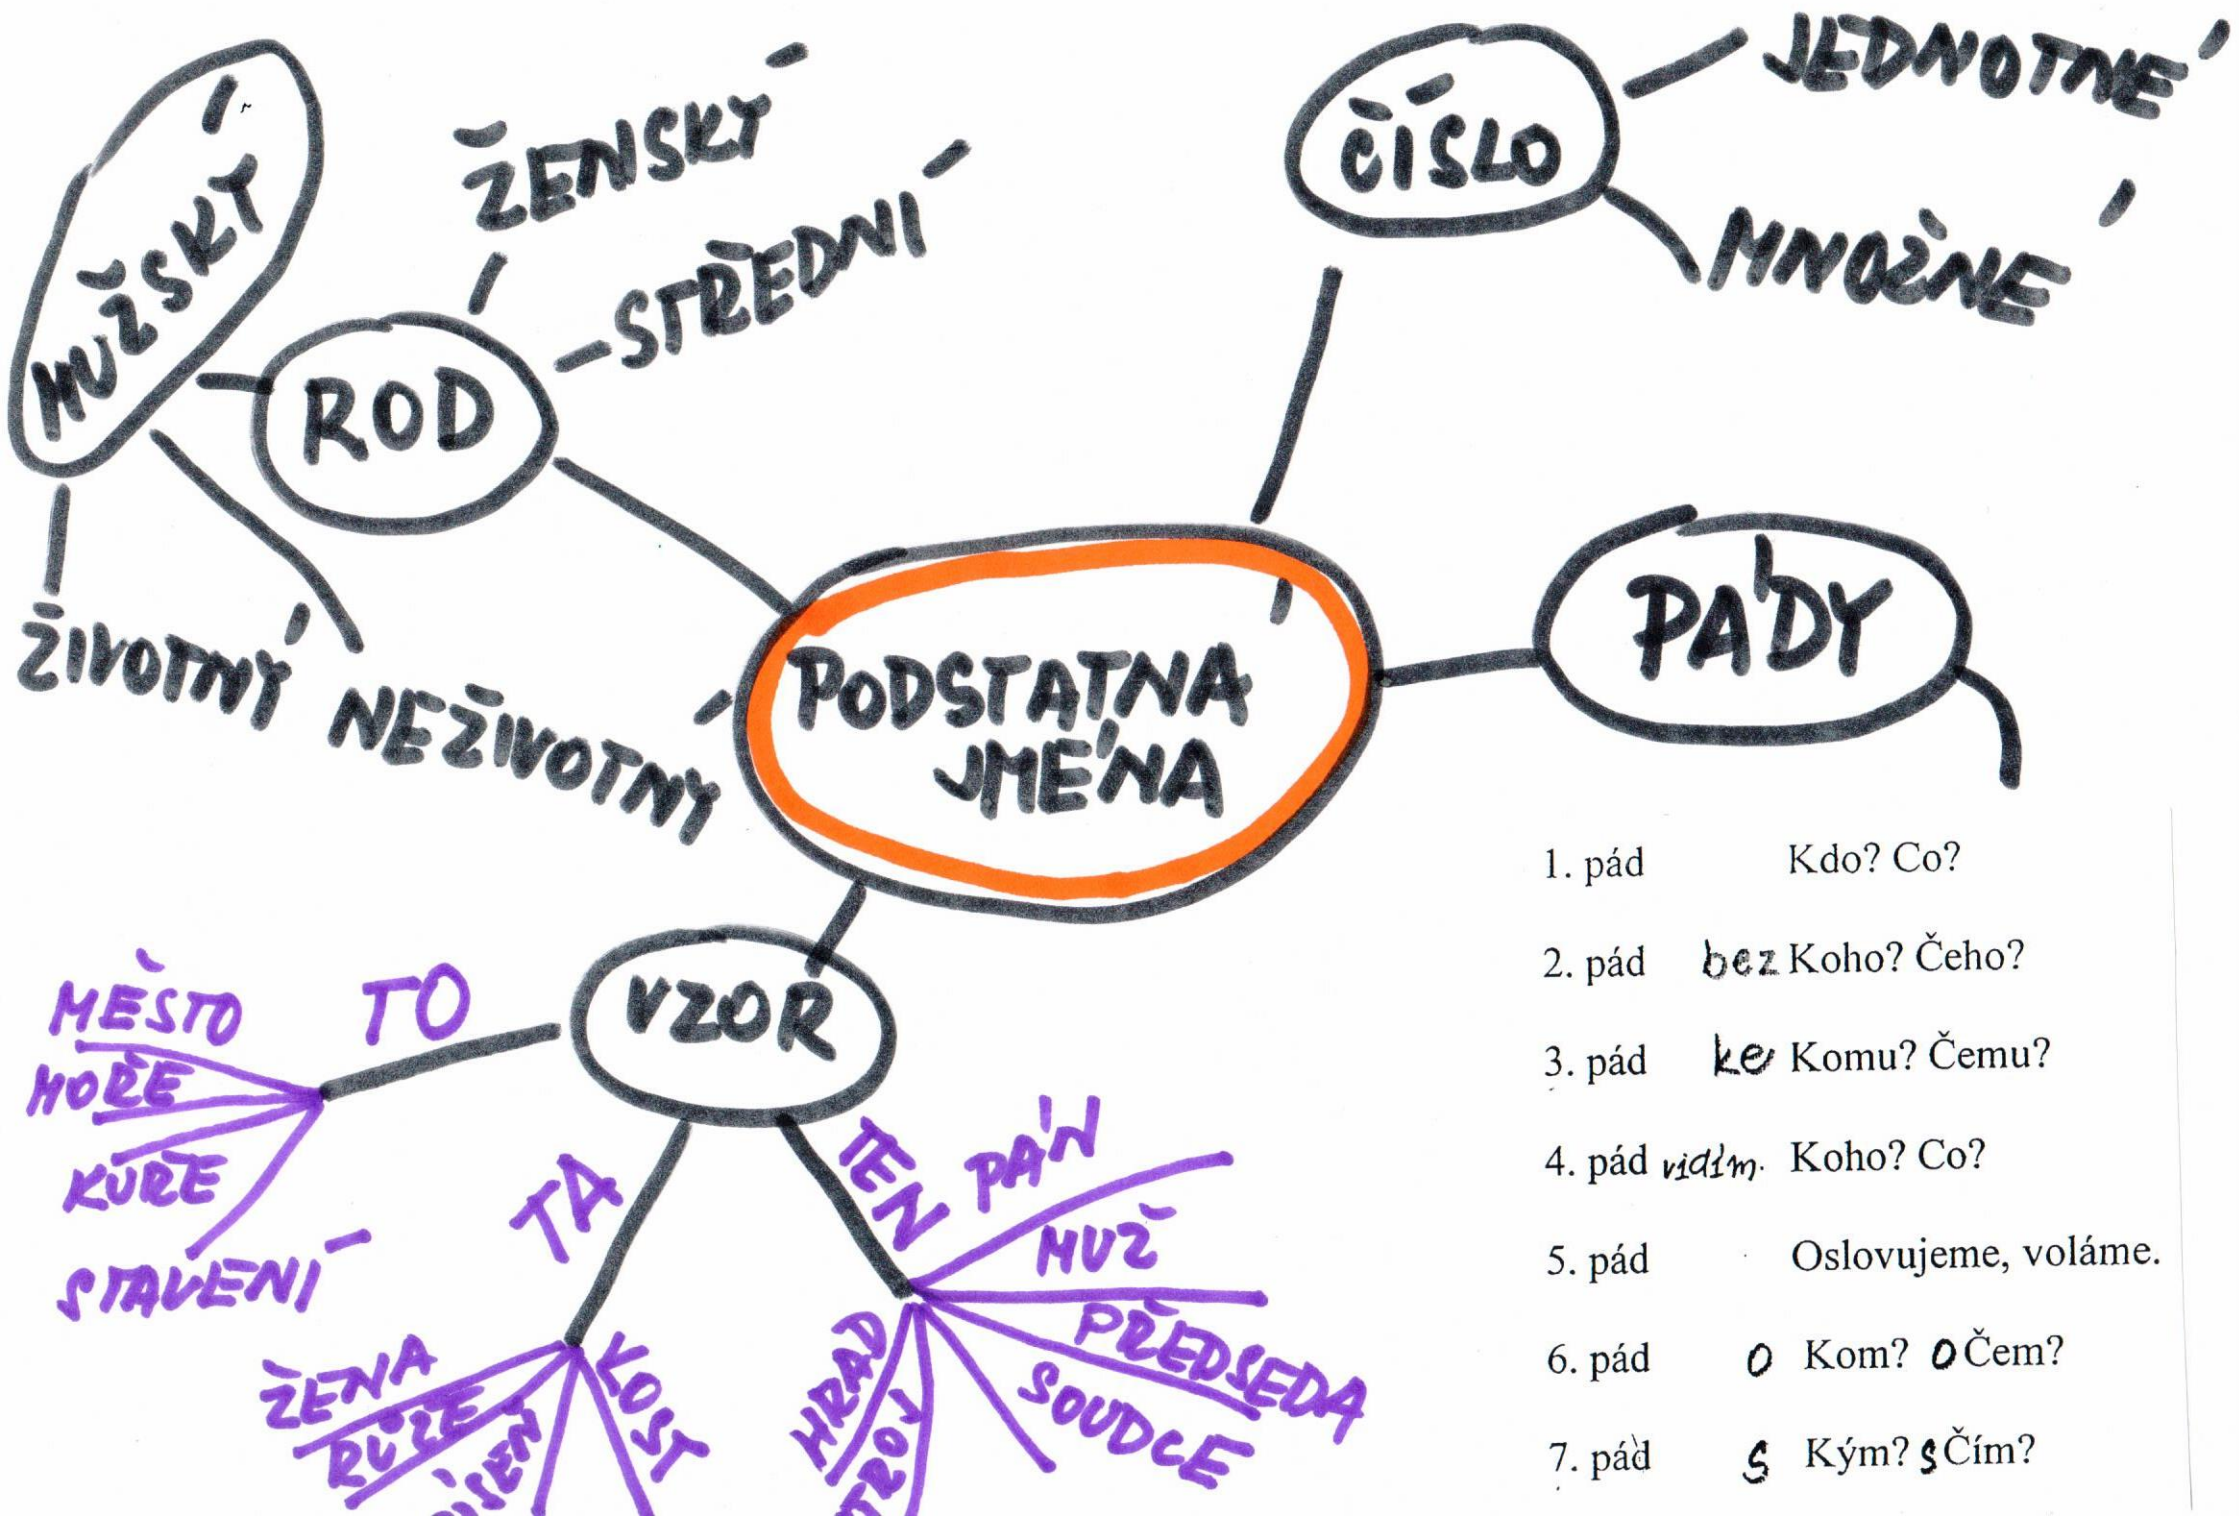 MUŽSKÝ
ŽENSKÝ
-STŘEDNÍ
ROD
ŽIVOTNÝ
NEŽIVOTNÝ
ČÍSLO
JEDNOTNÉ
MNOŽNÉ
PODSTATNÁ
JMÉNA
PÁDY
1. pád Kdo? Co?
2. pád bez Koho? Čeho?
3. pád ke Komu? Čemu?
4. pád vidím. Koho? Co?
5. pád Oslovujeme, voláme.
6. pád o Kom? o Čem?
7. pád s Kým? s Čím?
VZOR
TO
MĚSTO
MOŘE
KUŘE
STAVENÍ
TA
ŽENA
RŮŽE
KOST
TEN
PÁN
MUŽ
PŘEDSEDA
SOUDCE
HRAD